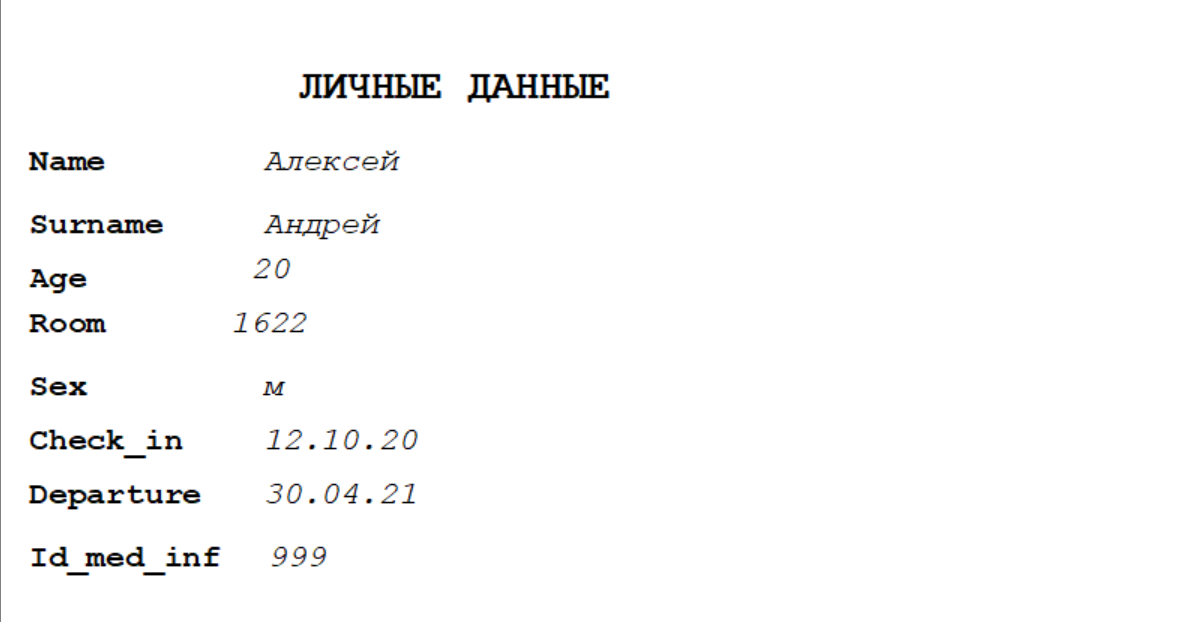 ЛИЧНЫЕ ДАННЫЕ
Name Алексей
Surname Андрей
Age 20
Room 1622
Sex м
Check_in 12.10.20
Departure 30.04.21
Id_med_inf 999